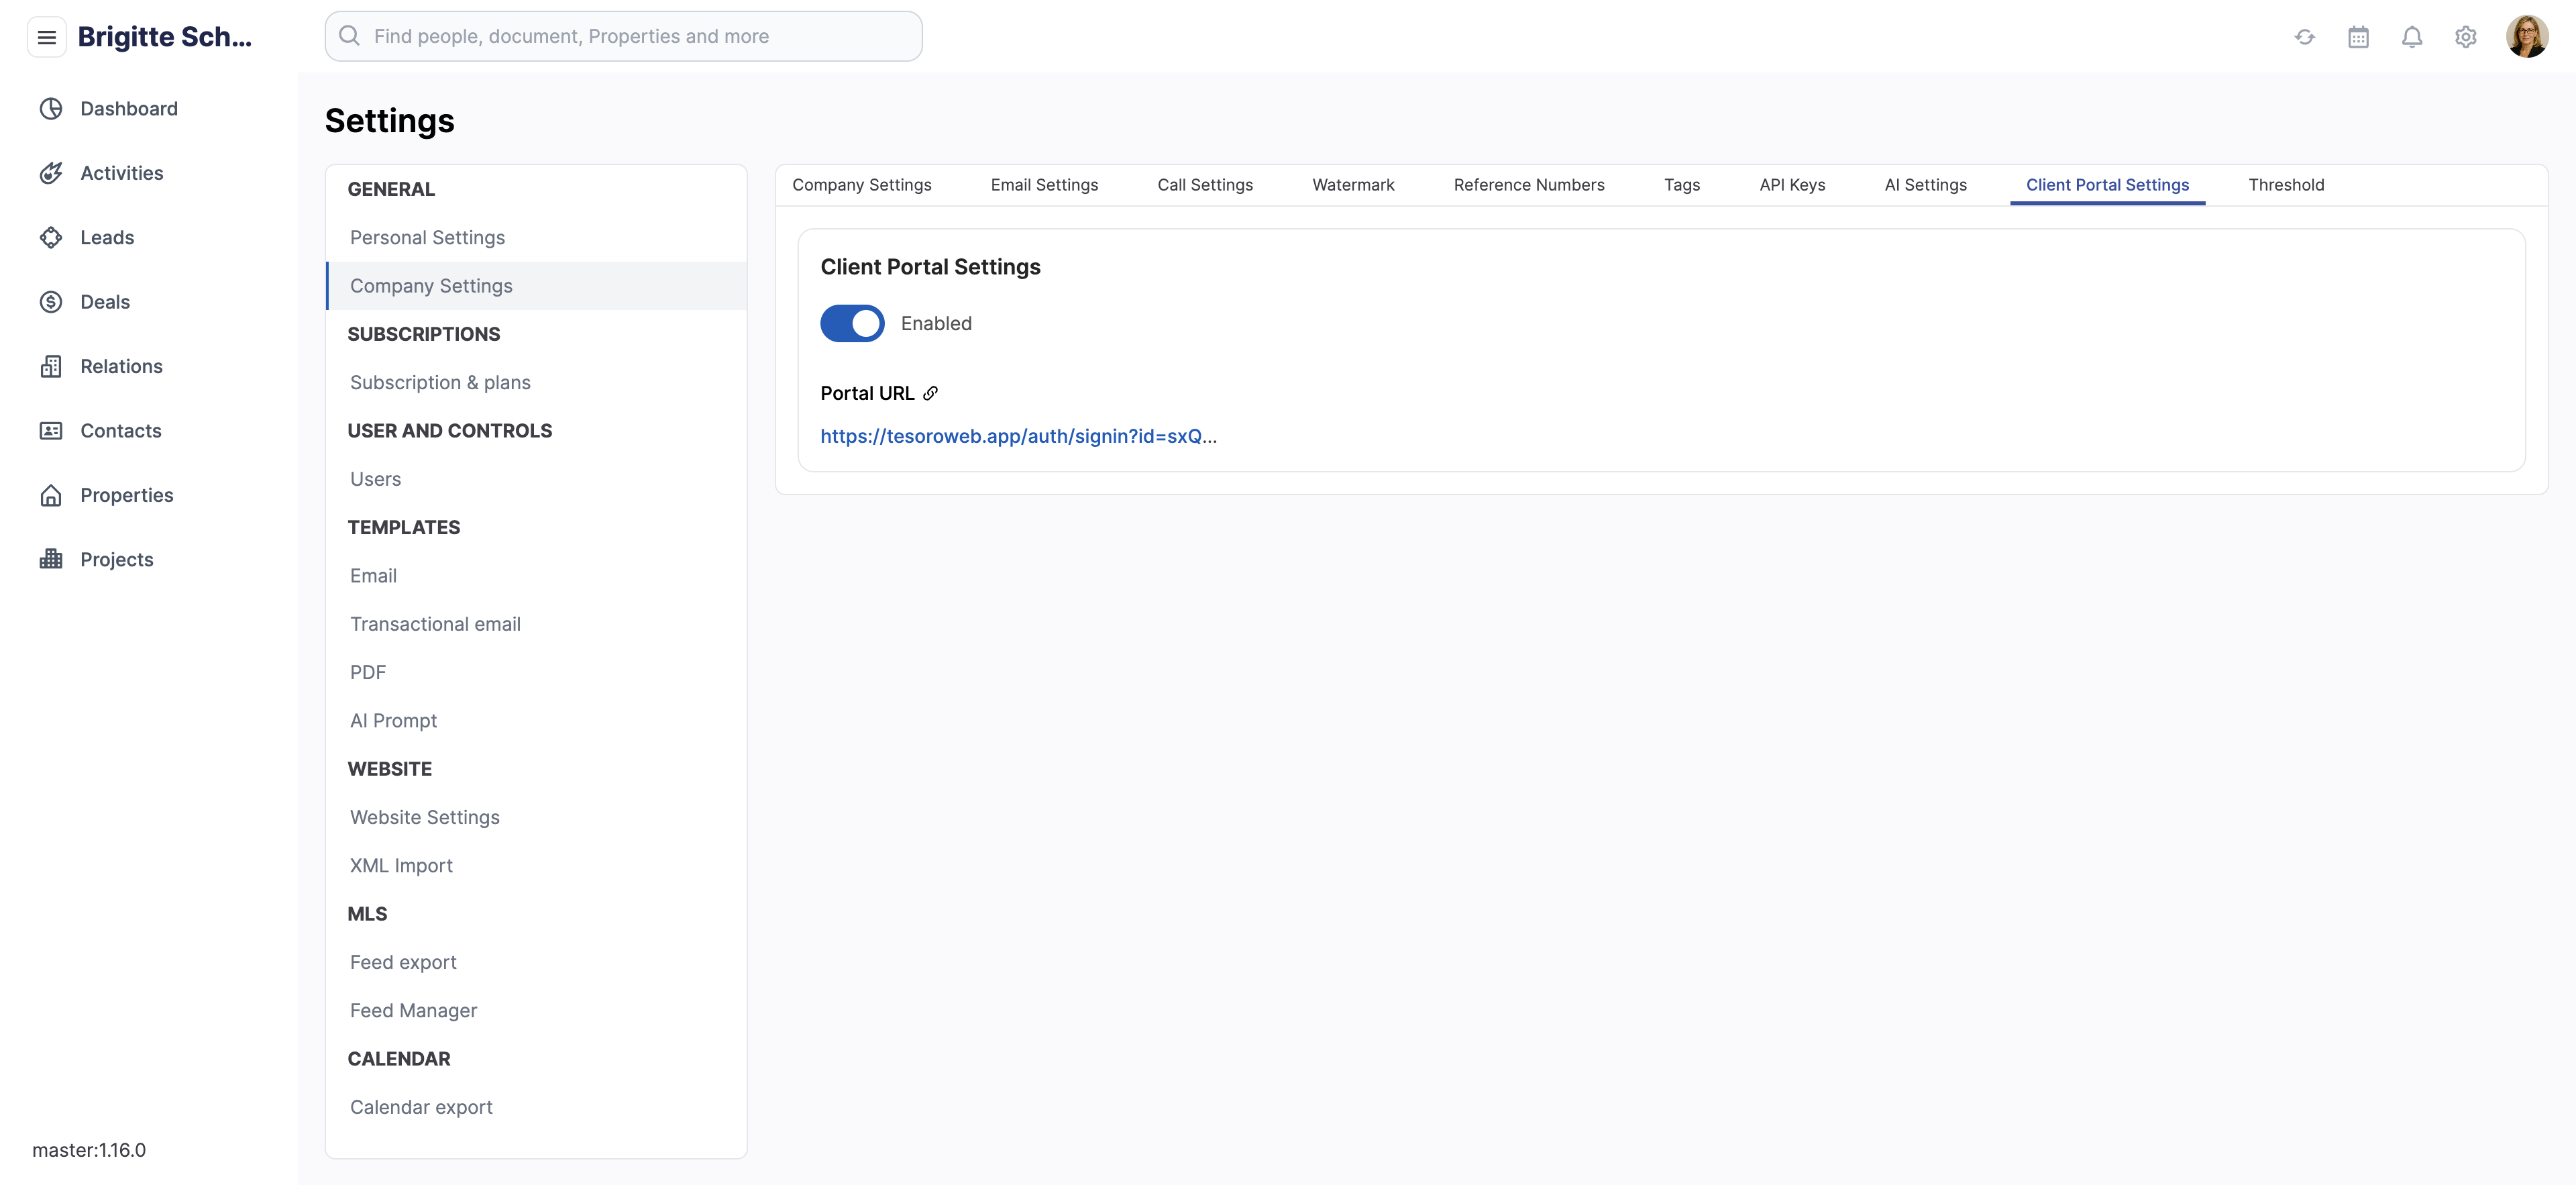 Brigitte Sch...
Find people, document, Properties and more
Dashboard
Activities
Leads
Deals
Relations
Contacts
Properties
Projects
master:1.16.0
Settings
GENERAL
Personal Settings
Company Settings
SUBSCRIPTIONS
Subscription & plans
USER AND CONTROLS
Users
TEMPLATES
Email
Transactional email
PDF
AI Prompt
WEBSITE
Website Settings
XML Import
MLS
Feed export
Feed Manager
CALENDAR
Calendar export
Company Settings Email Settings Call Settings Watermark Reference Numbers Tags API Keys AI Settings Client Portal Settings Threshold
Client Portal Settings
Enabled
Portal URL
https://tesoroweb.app/auth/signin?id=sxQ...